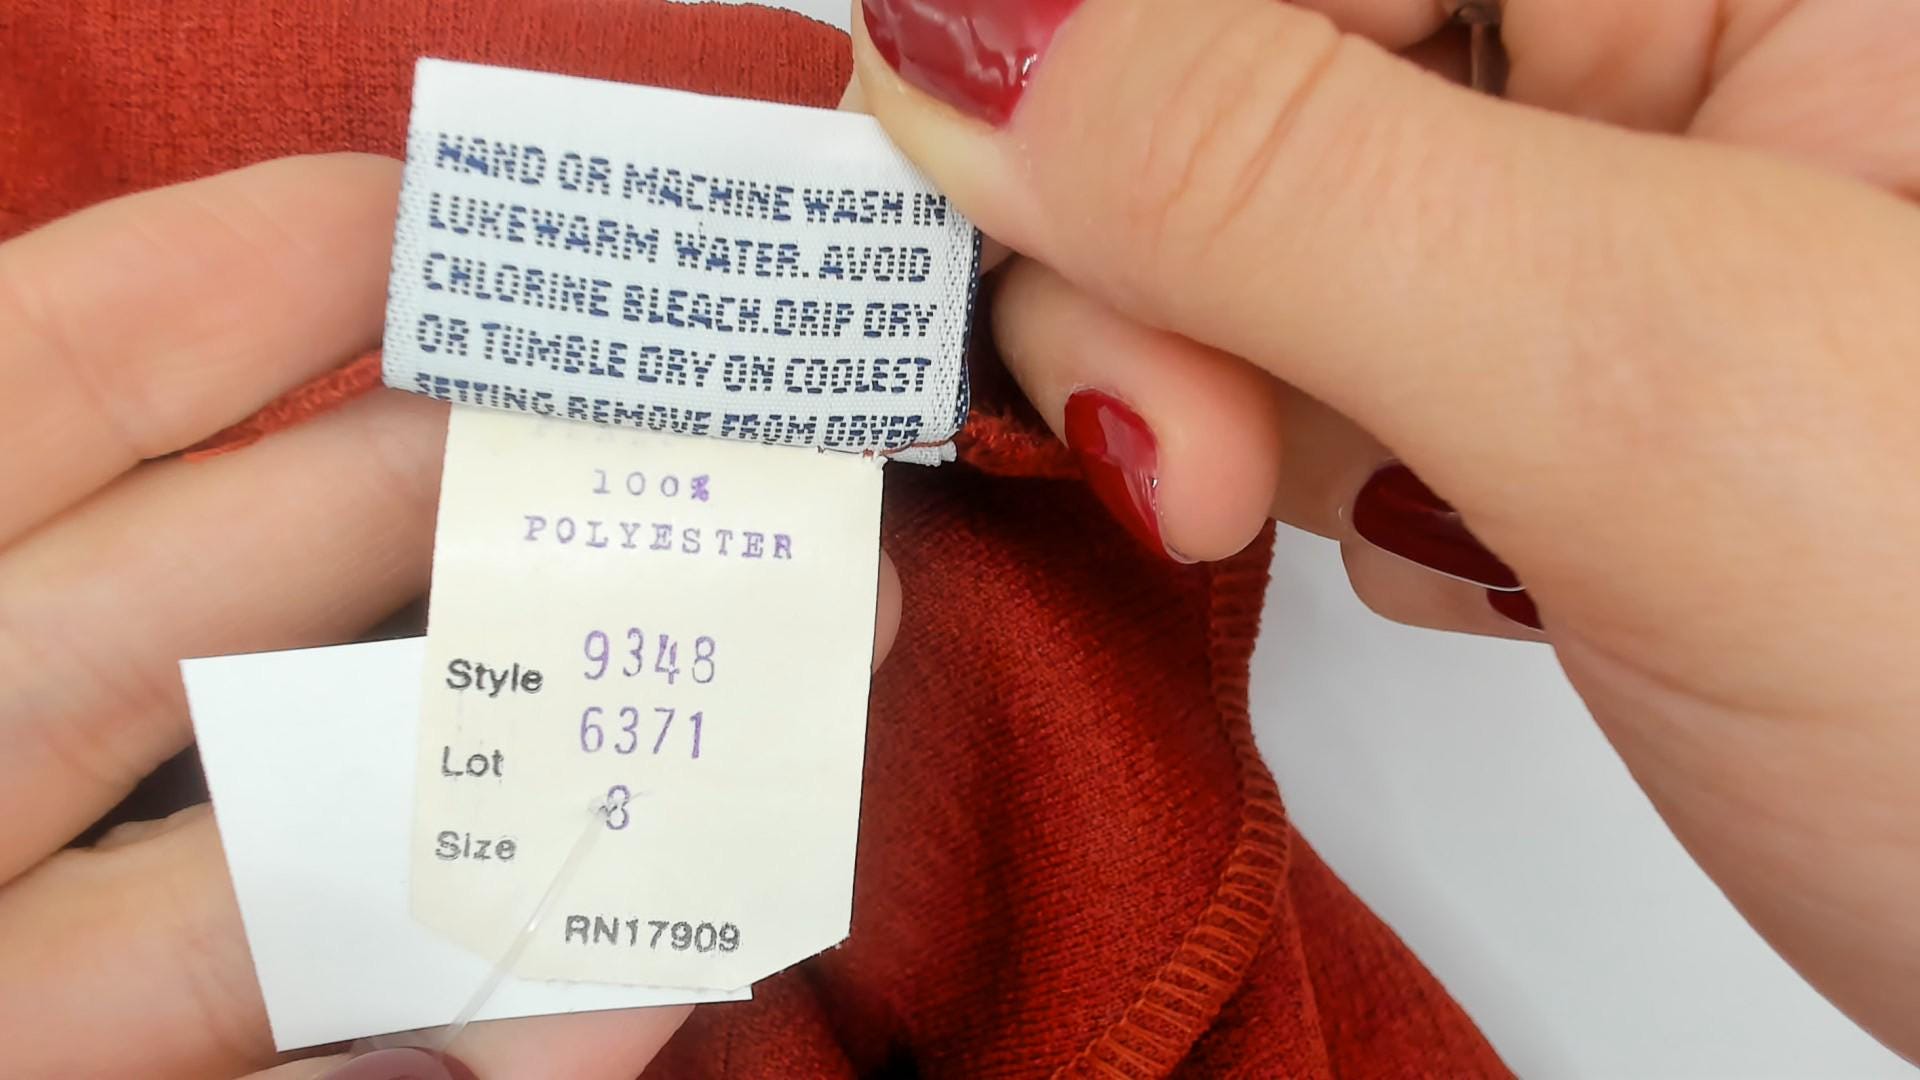 HAND OR MACHINE WASH IN
LUKEWARM WATER. AVOID
CHLORINE BLEACH.DRIP DRY
OR TUMBLE DRY ON COOLEST
SETTING.REMOVE FROM DRYER
100%
POLYESTER
Style 9348
Lot 6371
Size 8
RN17909